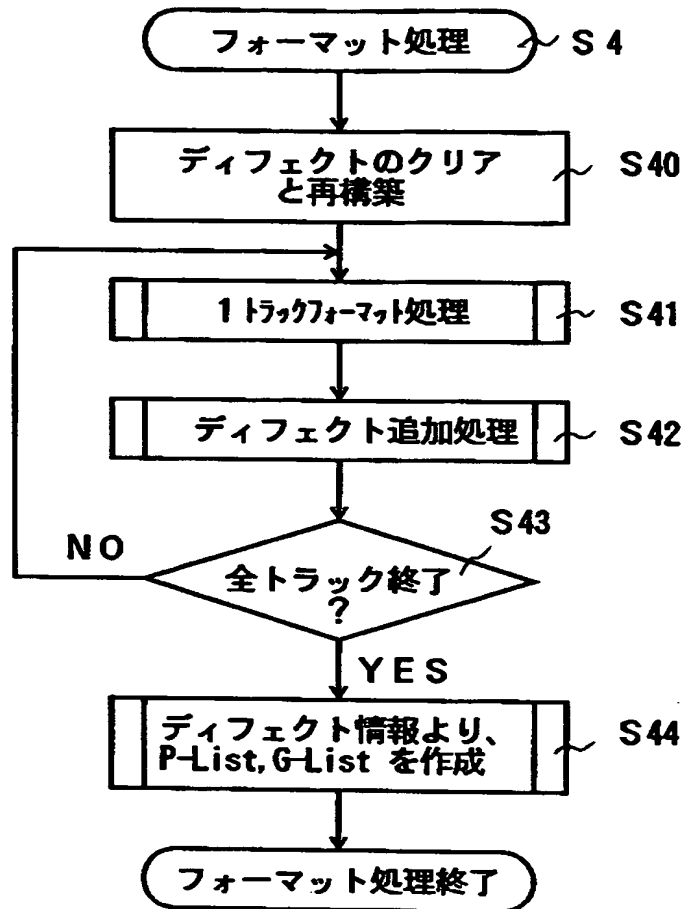 フォーマット処理
S4
ディフェクトのクリア
と再構築
S40
1トラックフォーマット処理
S41
ディフェクト追加処理
S42
S43
NO
全トラック終了
?
YES
ディフェクト情報より、
P-List,G-List を作成
S44
フォーマット処理終了